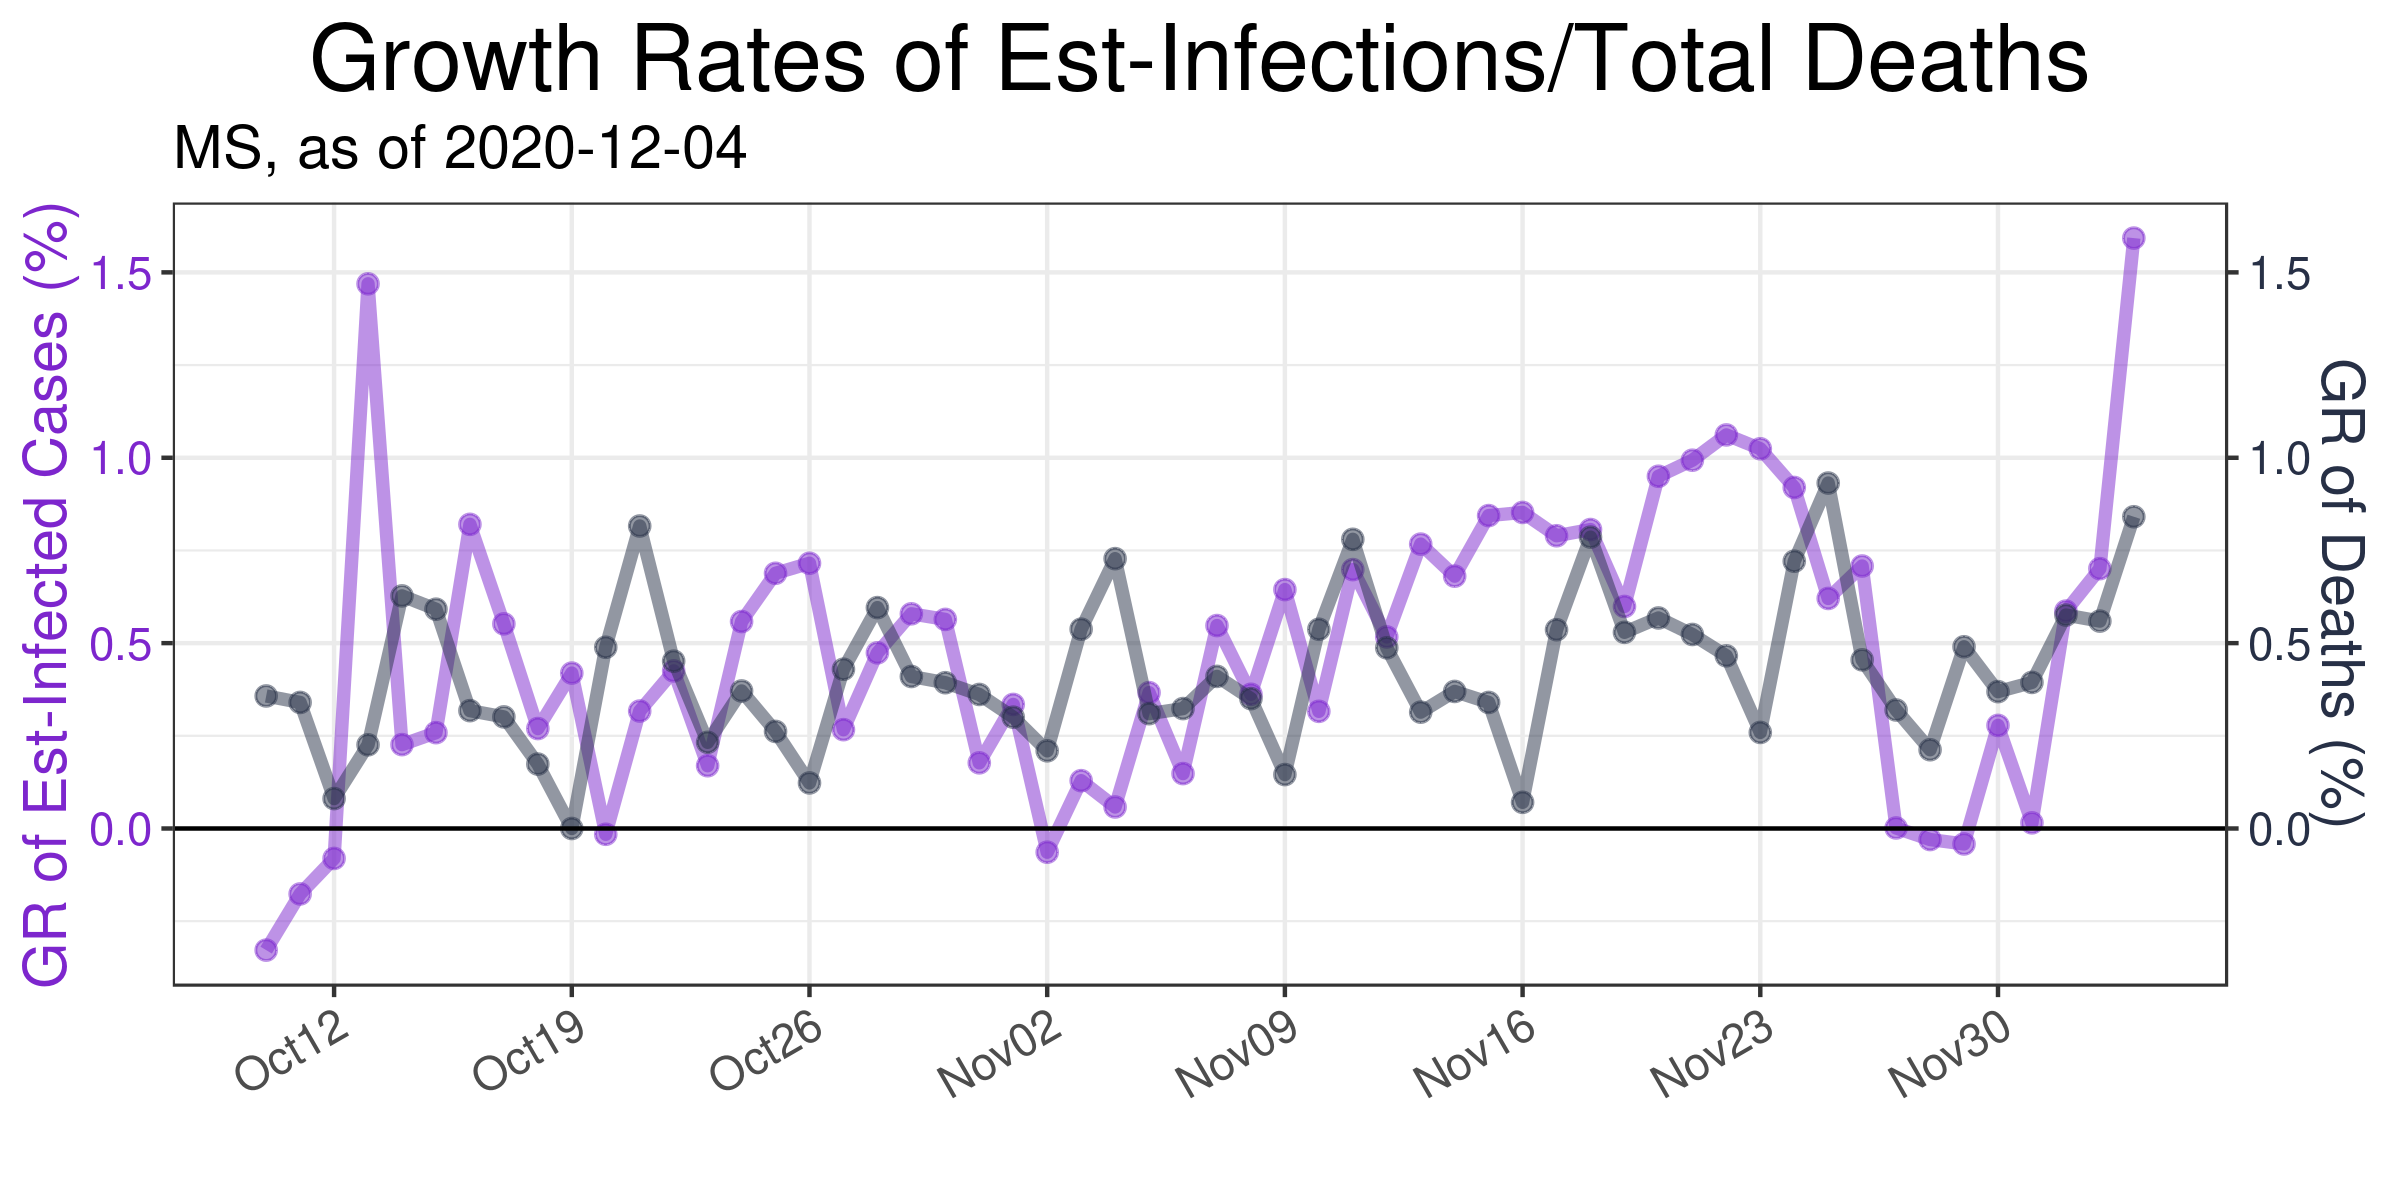 Growth Rates of Est-Infections/Total Deaths
MS, as of 2020-12-04
GR of Est-Infected Cases (%)
1.5
1.0
0.5
0.0
1.5
1.0
0.5
0.0
GR of Deaths (%)
Oct12
Oct19
Oct26
Nov02
Nov09
Nov16
Nov23
Nov30